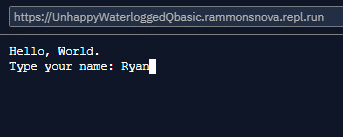 https://UnhappyWaterloggedQbasic.rammonsnova.repl.run
Hello, World.
Type your name: Ryan